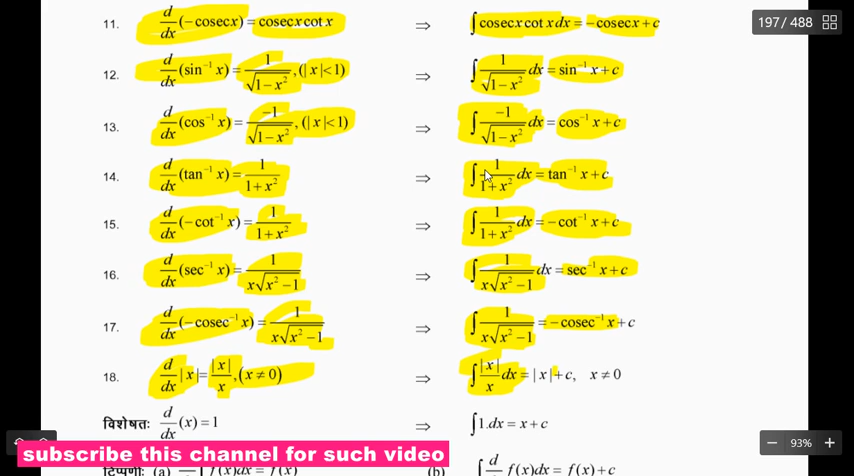 197 / 488
11. d/dx (−cosecx) = cosecx cot x ⇒ ∫ cosecx cot x dx = −cosecx + c
12. d/dx (sin⁻¹ x) = 1/√(1−x²), (| x |<1) ⇒ ∫ 1/√(1−x²) dx = sin⁻¹ x + c
13. d/dx (cos⁻¹ x) = −1/√(1−x²), (| x |<1) ⇒ ∫ −1/√(1−x²) dx = cos⁻¹ x + c
14. d/dx (tan⁻¹ x) = 1/(1+x²) ⇒ ∫ 1/(1+x²) dx = tan⁻¹ x + c
15. d/dx (−cot⁻¹ x) = 1/(1+x²) ⇒ ∫ 1/(1+x²) dx = −cot⁻¹ x + c
16. d/dx (sec⁻¹ x) = 1/(x√(x²−1)) ⇒ ∫ 1/(x√(x²−1)) dx = sec⁻¹ x + c
17. d/dx (−cosec⁻¹ x) = 1/(x√(x²−1)) ⇒ ∫ 1/(x√(x²−1)) = −cosec⁻¹ x + c
18. d/dx | x | = | x |/x, (x ≠ 0) ⇒ ∫ | x |/x dx = | x | + c, x ≠ 0
विशेषतः d/dx (x) = 1 ⇒ ∫1.dx = x + c
93%
subscribe this channel for such video
टिप्पणी: (a) ∫ f(x)dx = f(x) (b) ∫ d/ f(x)dx = f(x) + c